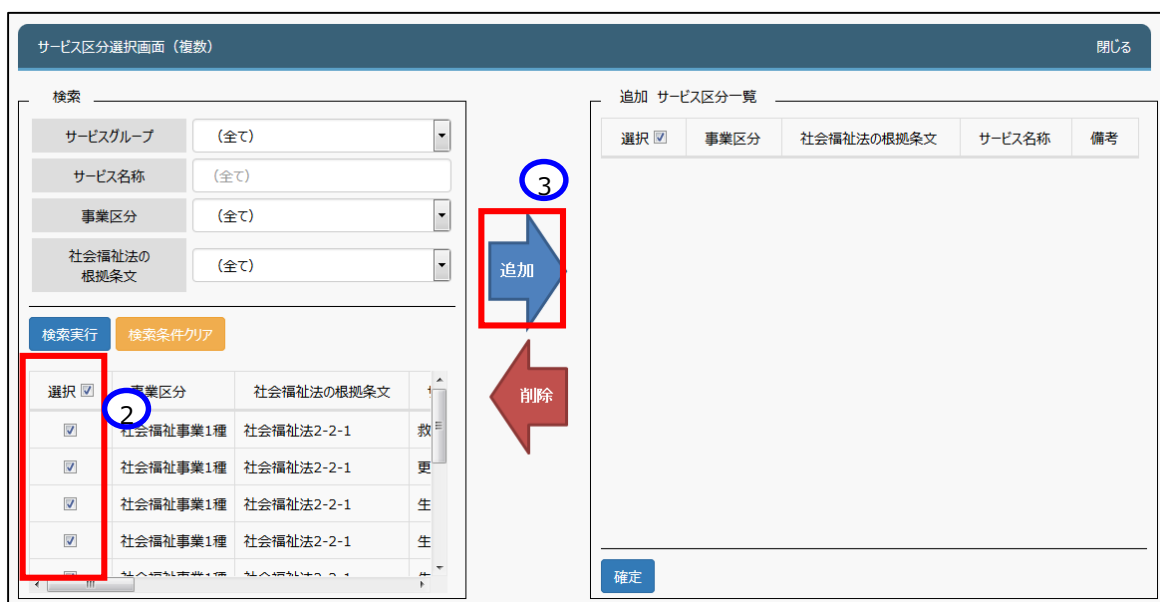 サービス区分選択画面（複数）
閉じる
検索
サービスグループ
（全て）
サービス名称
（全て）
事業区分
（全て）
社会福祉法の
根拠条文
（全て）
検索実行
検索条件クリア
選択
事業区分
社会福祉法の根拠条文
2
社会福祉事業1種
社会福祉法2-2-1
救
社会福祉事業1種
社会福祉法2-2-1
更
社会福祉事業1種
社会福祉法2-2-1
生
社会福祉事業1種
社会福祉法2-2-1
生
3
追加
削除
追加 サービス区分一覧
選択
事業区分
社会福祉法の根拠条文
サービス名称
備考
確定